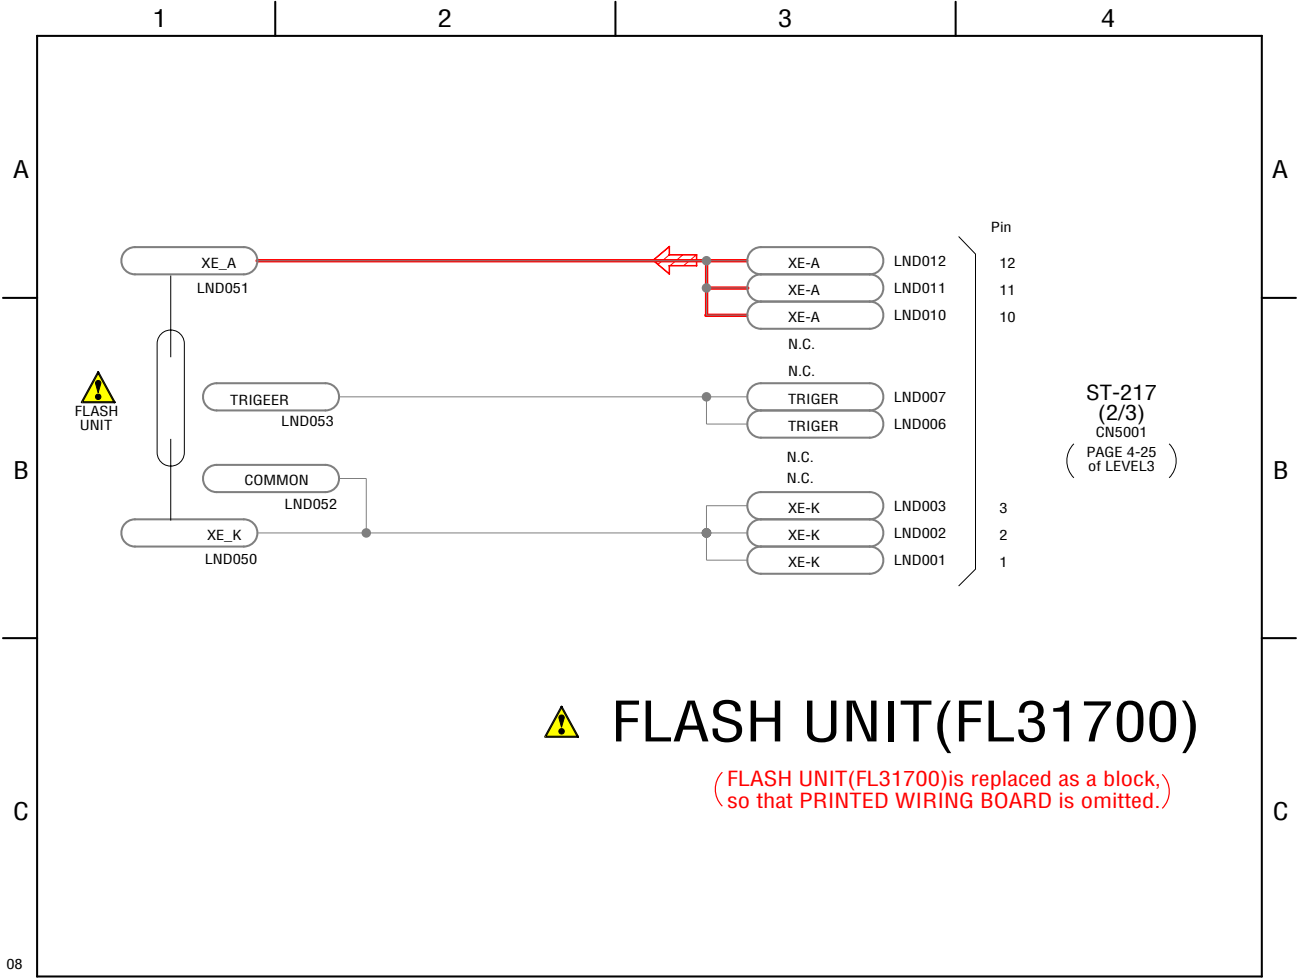 1 2 3 4
A A
Pin
XE_A XE-A LND012 12
LND051 XE-A LND011 11
XE-A LND010 10
N.C.
N.C.
FLASH
UNIT
TRIGEER TRIGER LND007
LND053 TRIGER LND006
ST-217
(2/3)
CN5001
( PAGE 4-25
of LEVEL3 )
B B
N.C.
COMMON N.C.
LND052 XE-K LND003 3
XE_K XE-K LND002 2
LND050 XE-K LND001 1
FLASH UNIT(FL31700)
(FLASH UNIT(FL31700)is replaced as a block,
so that PRINTED WIRING BOARD is omitted.)
C C
08